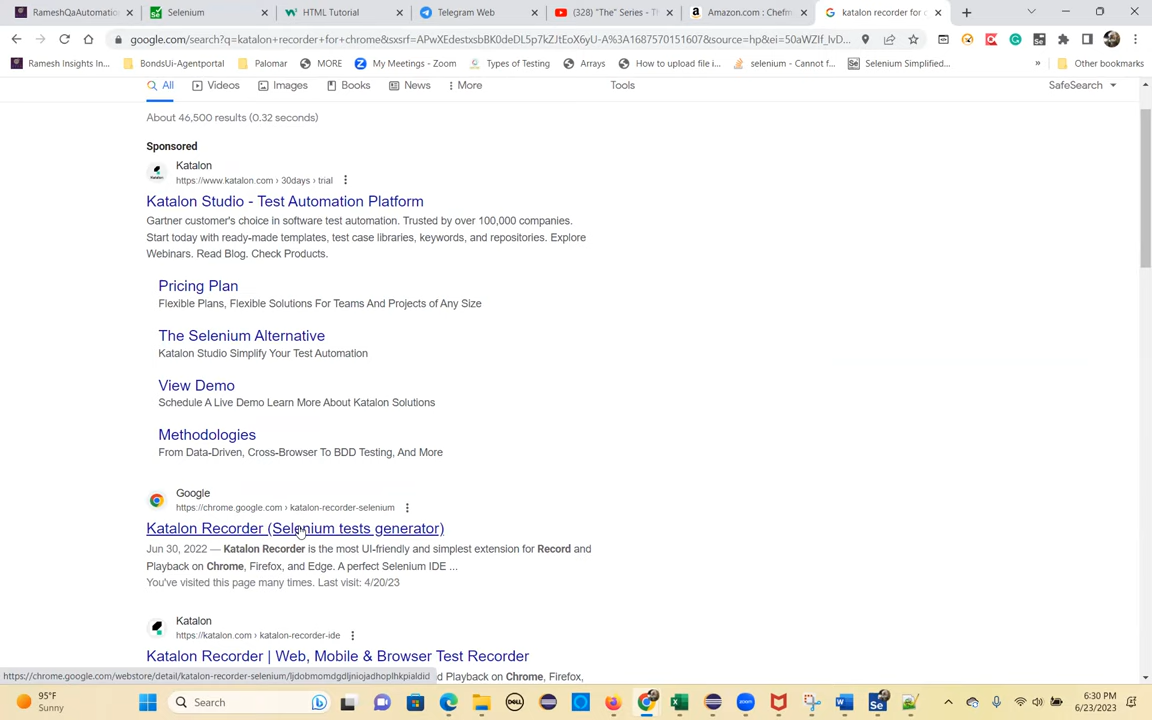 RameshQaAutomatio
Selenium
HTML Tutorial
Telegram Web
(328) "The" Series - Th
Amazon.com : Chefm
katalon recorder for c
google.com/search?q=katalon+recorder+for+chrome&sxsrf=APwXEdestxsbBK0deDL5p7kZJtEoX6yU-A%3A1687570151607&source=hp&ei=50aWZIf_IvD...
Ramesh Insights In...
BondsUi-Agentportal
Palomar
MORE
My Meetings - Zoom
Types of Testing
Arrays
How to upload file i...
selenium - Cannot f...
Selenium Simplified...
»
Other bookmarks
All
Videos
Images
Books
News
More
Tools
SafeSearch
About 46,500 results (0.32 seconds)
Sponsored
Katalon
https://www.katalon.com › 30days › trial
Katalon Studio - Test Automation Platform
Gartner customer's choice in software test automation. Trusted by over 100,000 companies.
Start today with ready-made templates, test case libraries, keywords, and repositories. Explore
Webinars. Read Blog. Check Products.
Pricing Plan
Flexible Plans, Flexible Solutions For Teams And Projects of Any Size
The Selenium Alternative
Katalon Studio Simplify Your Test Automation
View Demo
Schedule A Live Demo Learn More About Katalon Solutions
Methodologies
From Data-Driven, Cross-Browser To BDD Testing, And More
Google
https://chrome.google.com › katalon-recorder-selenium
Katalon Recorder (Selenium tests generator)
Jun 30, 2022 — Katalon Recorder is the most UI-friendly and simplest extension for Record and
Playback on Chrome, Firefox, and Edge. A perfect Selenium IDE ...
You've visited this page many times. Last visit: 4/20/23
Katalon
https://katalon.com › katalon-recorder-ide
Katalon Recorder | Web, Mobile & Browser Test Recorder
https://chrome.google.com/webstore/detail/katalon-recorder-selenium/ljdobmomdgdljniojadhoplhkpialdid
d Playback on Chrome, Firefox,
95°F
Sunny
Search
DELL
zoom
Se
6:30 PM
6/23/2023